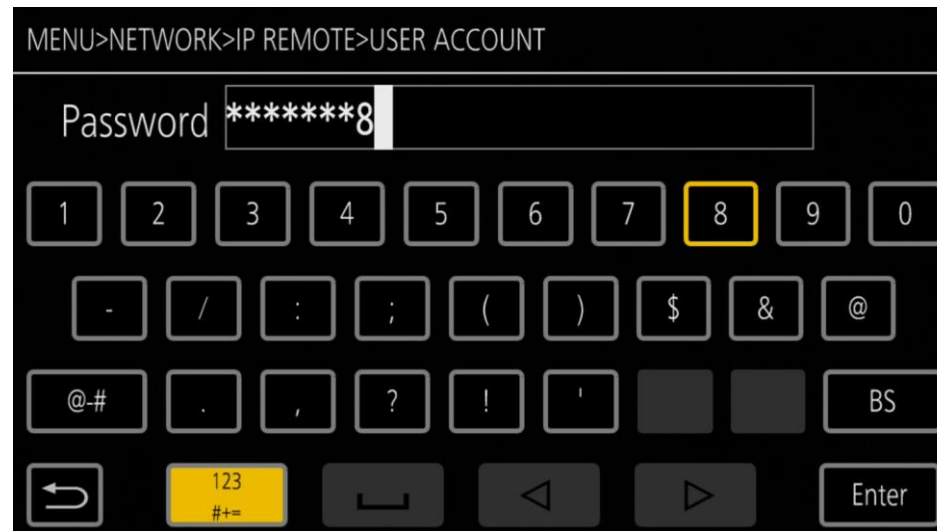 MENU>NETWORK>IP REMOTE>USER ACCOUNT
Password *******8
1 2 3 4 5 6 7 8 9 0
- / : ; ( ) $ & @
@-# . , ? ! ' BS
123
#+=
Enter